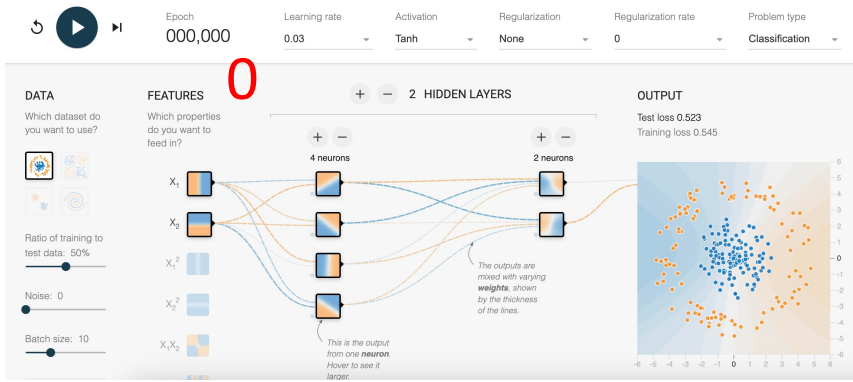 Epoch
000,000
Learning rate
0.03
Activation
Tanh
Regularization
None
Regularization rate
0
Problem type
Classification
0
DATA
Which dataset do
you want to use?
Ratio of training to
test data: 50%
Noise: 0
Batch size: 10
FEATURES
Which properties
do you want to
feed in?
X₁
X₂
X₁²
X₂²
X₁X₂
+ − 2 HIDDEN LAYERS
+ −
4 neurons
+ −
2 neurons
This is the output
from one neuron.
Hover to see it
larger.
The outputs are
mixed with varying
weights, shown
by the thickness
of the lines.
OUTPUT
Test loss 0.523
Training loss 0.545
6
5
4
3
2
1
0
-1
-2
-3
-4
-5
-6
-6 -5 -4 -3 -2 -1 0 1 2 3 4 5 6